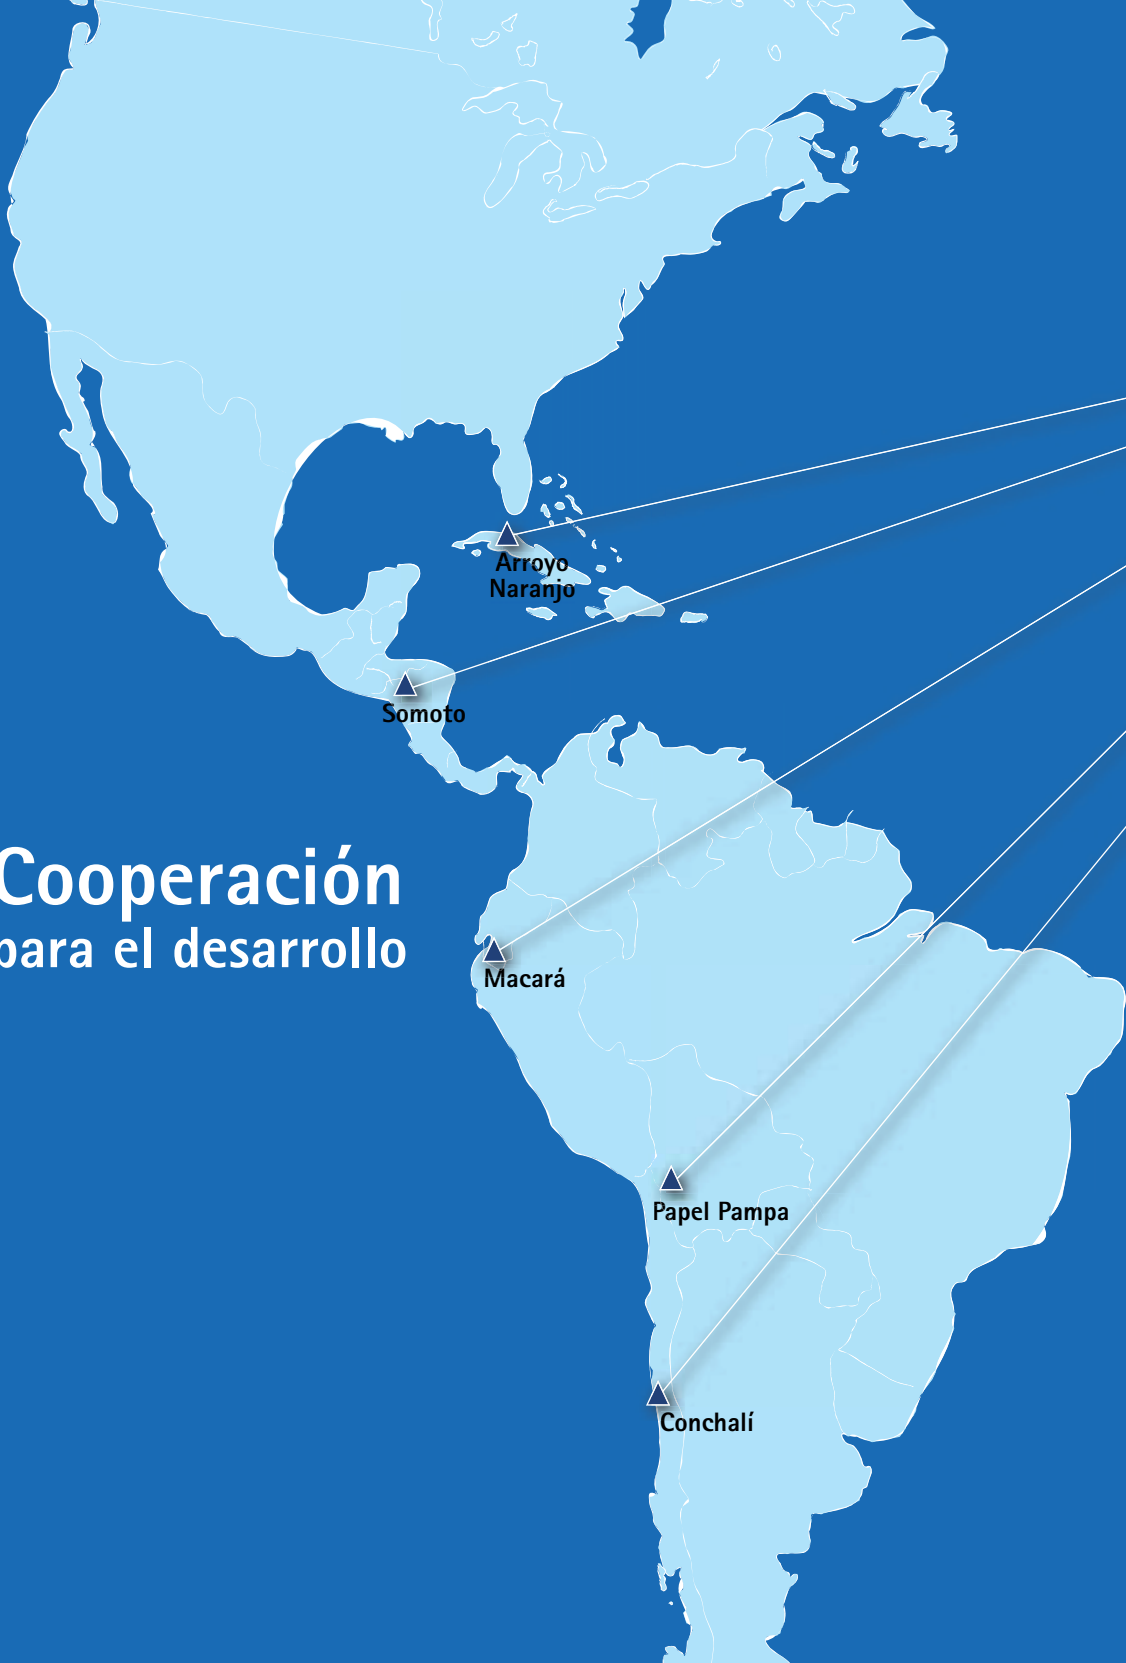 Arroyo
Naranjo
Somoto
Cooperación
para el desarrollo
Macará
Papel Pampa
Conchalí